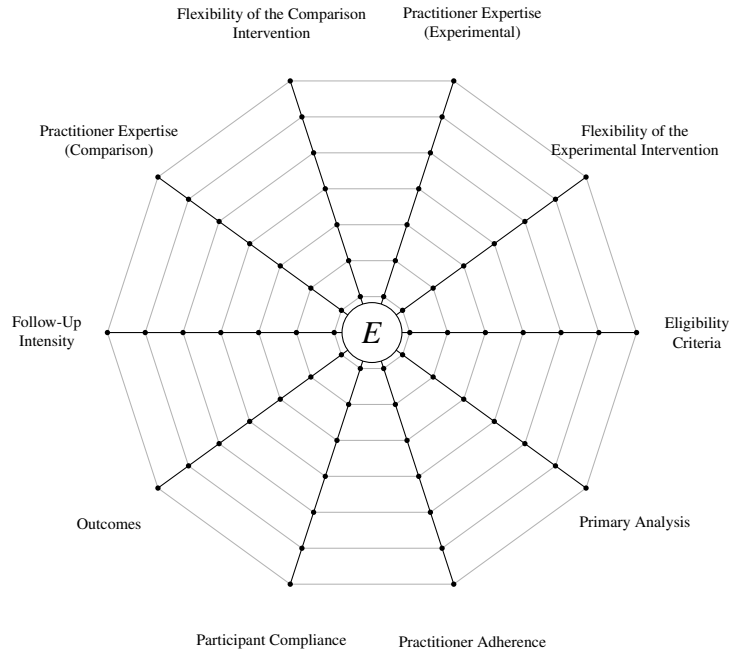 Flexibility of the Comparison
Intervention
Practitioner Expertise
(Experimental)
Practitioner Expertise
(Comparison)
Flexibility of the
Experimental Intervention
Follow-Up
Intensity
E
Eligibility
Criteria
Outcomes
Primary Analysis
Participant Compliance
Practitioner Adherence